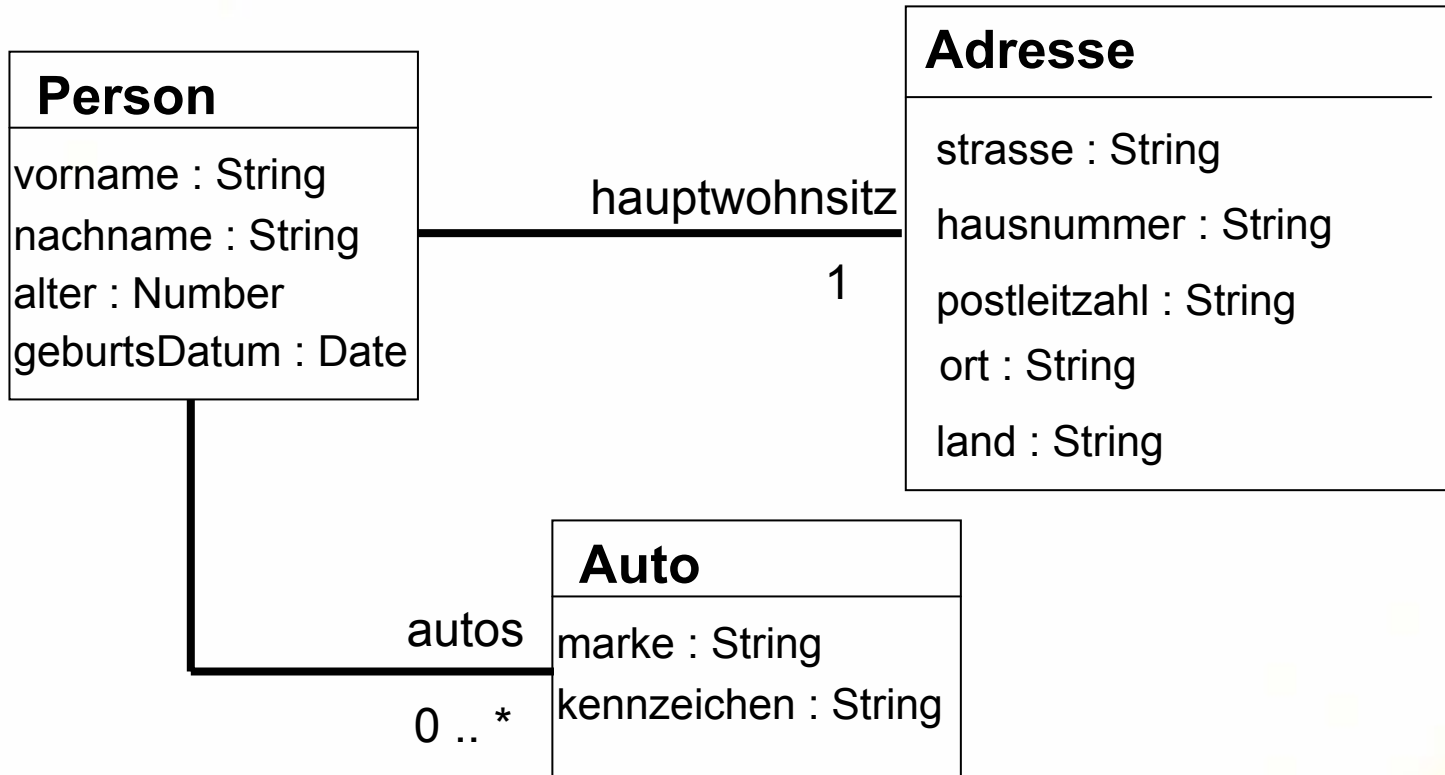 Person
vorname : String
nachname : String
alter : Number
geburtsDatum : Date
hauptwohnsitz
1
Adresse
strasse : String
hausnummer : String
postleitzahl : String
ort : String
land : String
autos
0 .. *
Auto
marke : String
kennzeichen : String